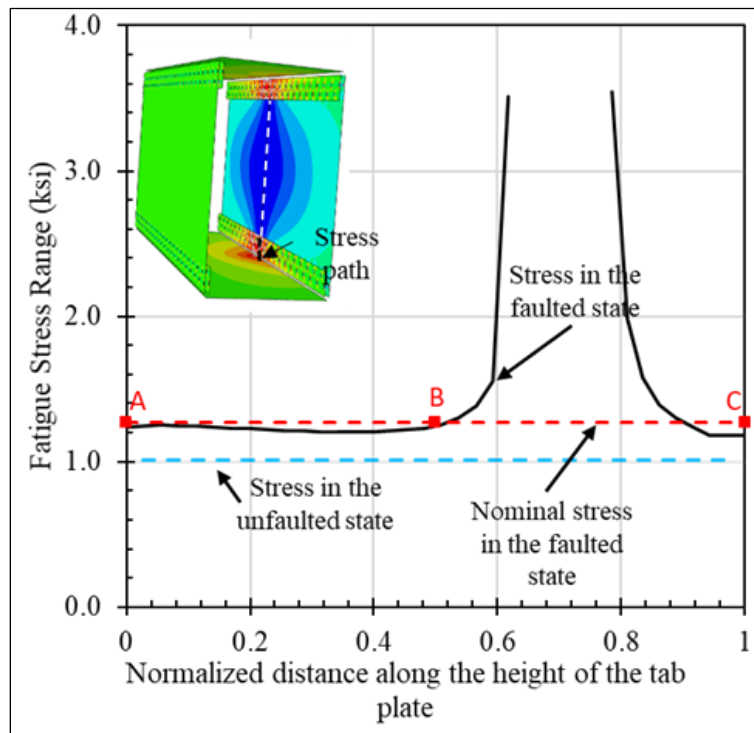 4.0
3.0
2.0
1.0
0.0
Fatigue Stress Range (ksi)
Stress
path
Stress in the
faulted state
A
B
C
Stress in the
unfaulted state
Nominal stress
in the faulted
state
0
0.2
0.4
0.6
0.8
1
Normalized distance along the height of the tab
plate